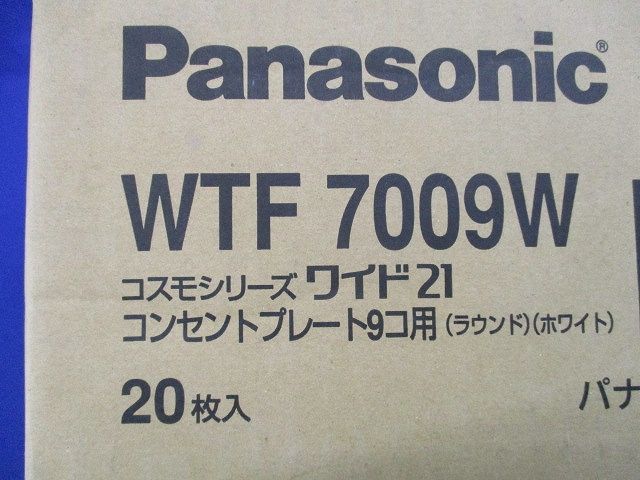 Panasonic®
WTF 7009W
コスモシリーズ ワイド21
コンセントプレート9コ用 (ラウンド)(ホワイト)
20枚入
パナ